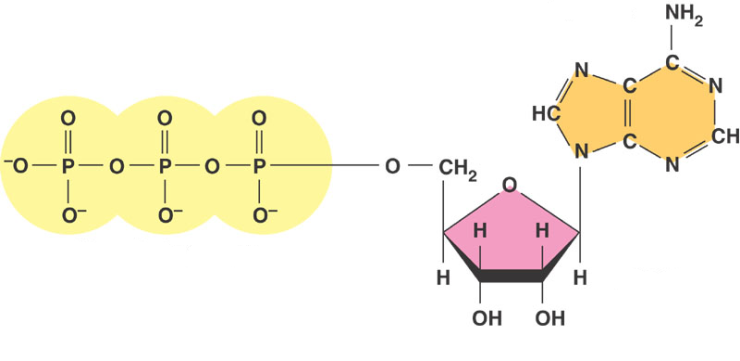 NH₂
N C N
HC C CH
N C N
O O O
⁻O P O P O P O CH₂
O⁻ O⁻ O⁻
O
H H
H H
OH OH